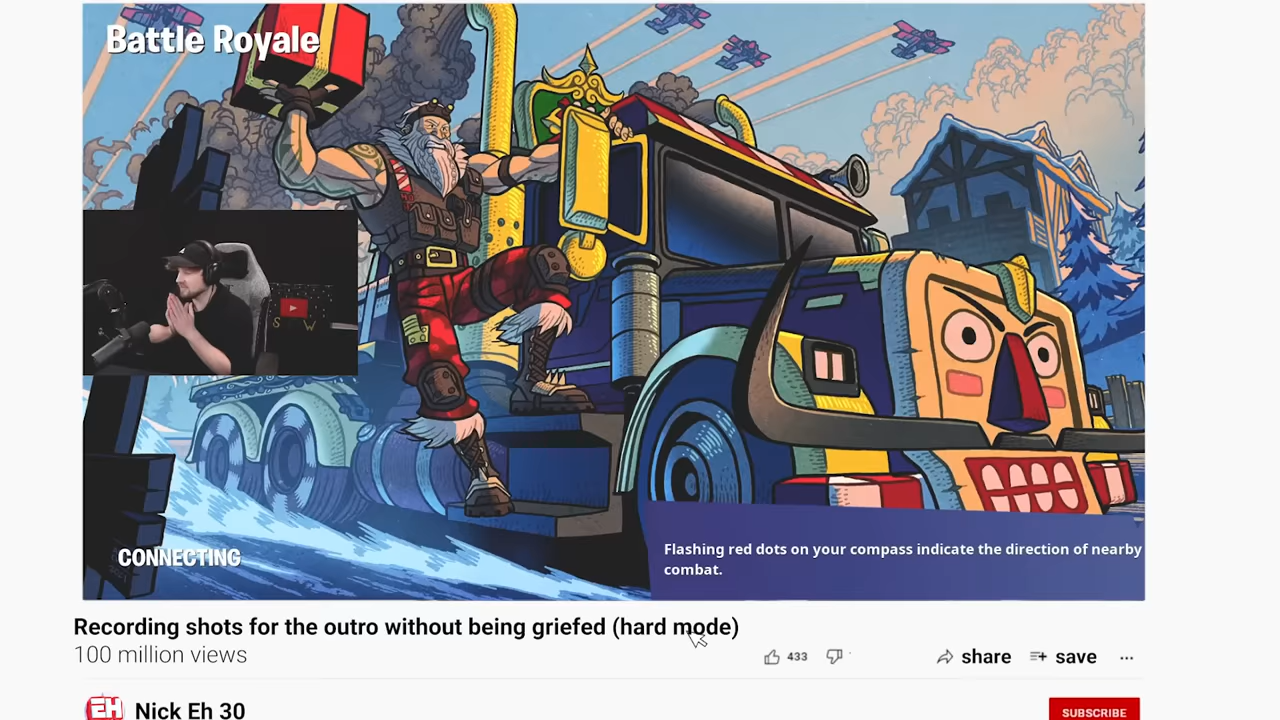 Battle Royale
S W
CONNECTING
Flashing red dots on your compass indicate the direction of nearby
combat.
Recording shots for the outro without being griefed (hard mode)
100 million views
433
share
save
EH
Nick Eh 30
SUBSCRIBE